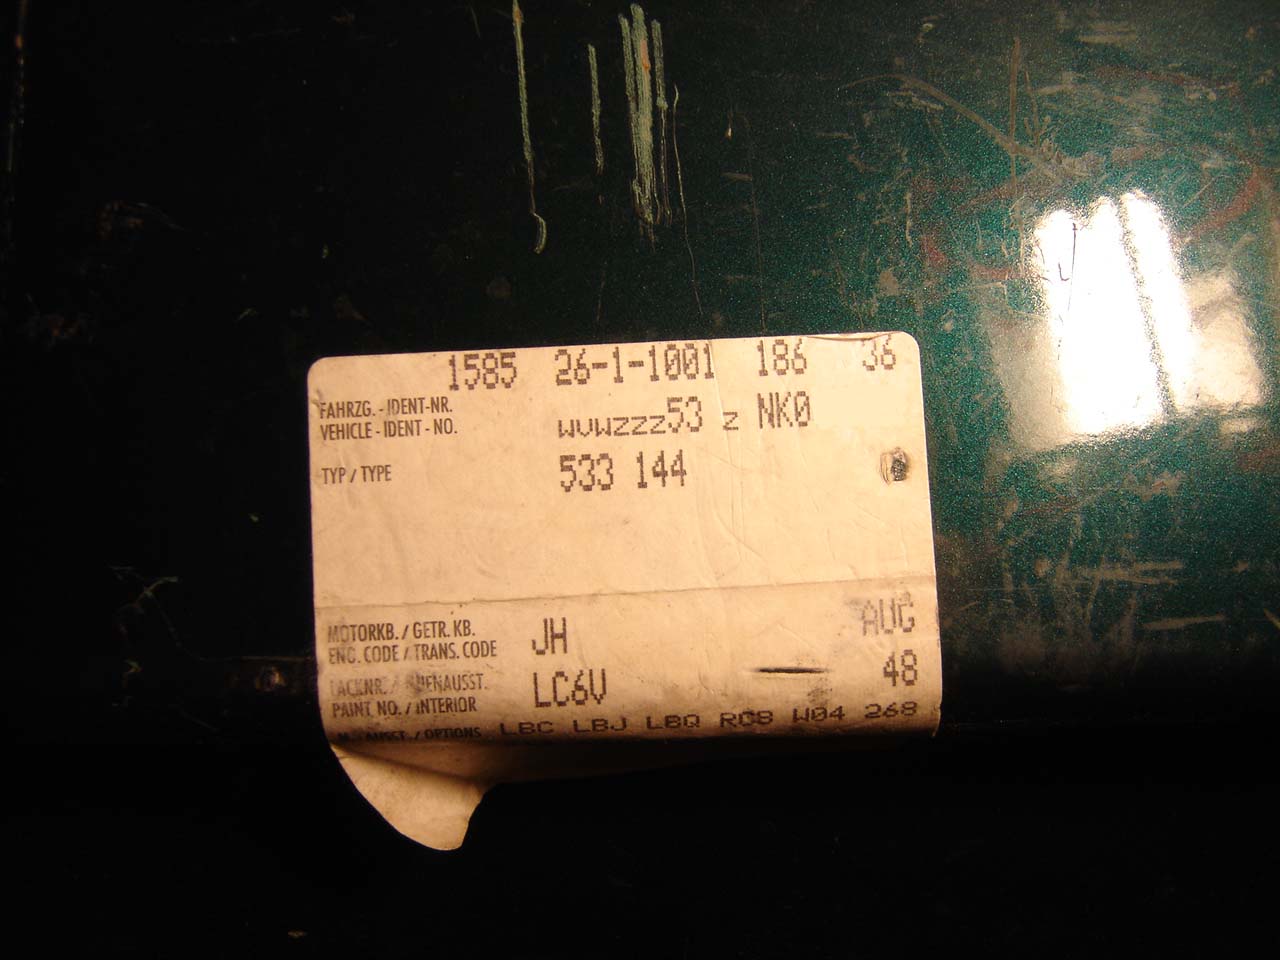 1585 26-1-1001 186 36
FAHRZG. - IDENT-NR.
VEHICLE - IDENT - NO. wvwzzz53 z NK0
TYP / TYPE 533 144
MOTORKB. / GETR. KB.
ENG. CODE / TRANS. CODE JH AUG
LACKNR. /
PAINT NO. / INTERIOR LC6V 48
/ OPTIONS LBC LBJ LBQ RC8 W04 268